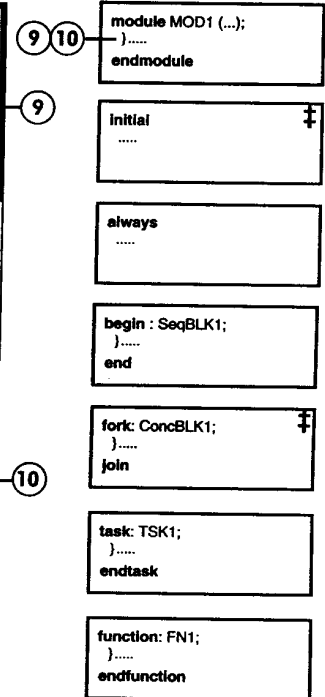 9 10
module MOD1 (...);
}.....
endmodule
9
initial ‡
.....
always
.....
begin : SeqBLK1;
}.....
end
fork: ConcBLK1; ‡
}.....
join
10
task: TSK1;
}.....
endtask
function: FN1;
}.....
endfunction